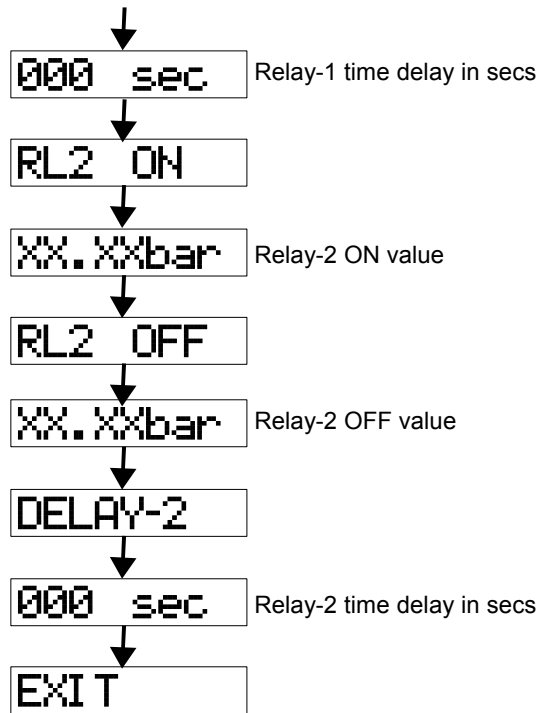 000 sec Relay-1 time delay in secs
RL2 ON
XX.XXbar Relay-2 ON value
RL2 OFF
XX.XXbar Relay-2 OFF value
DELAY-2
000 sec Relay-2 time delay in secs
EXIT